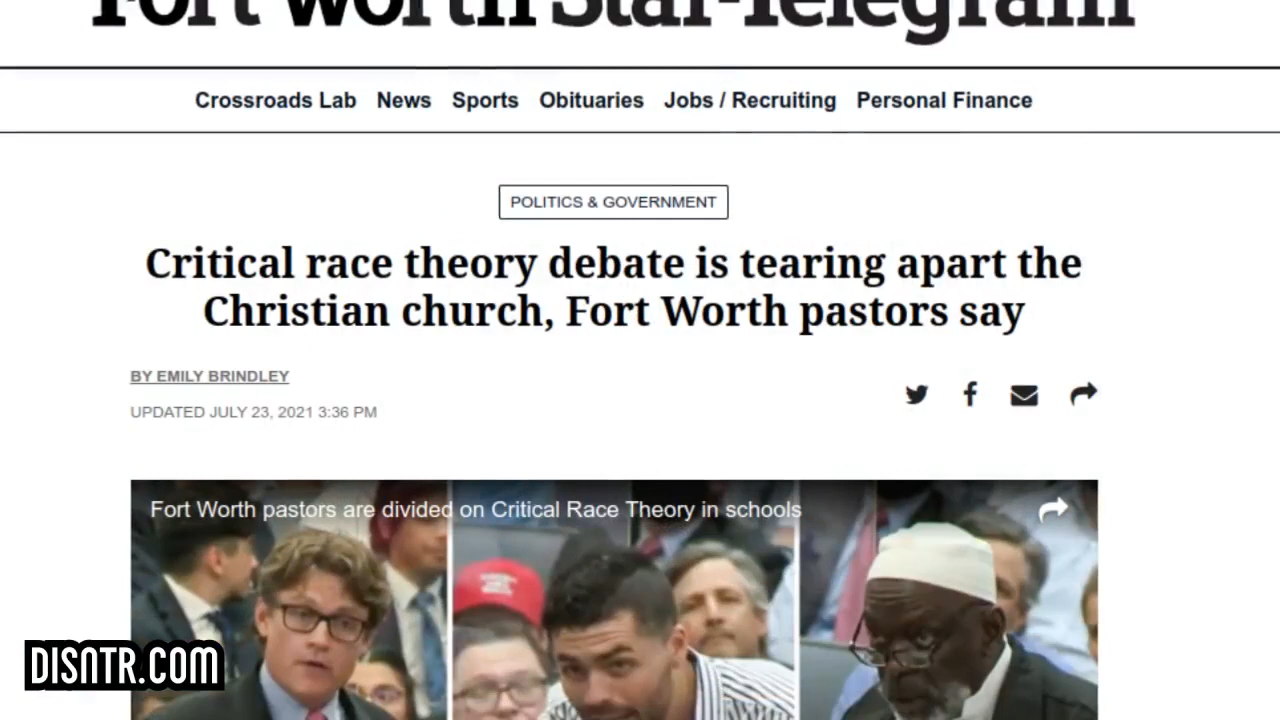 Fort Worth Star-Telegram
Crossroads Lab News Sports Obituaries Jobs / Recruiting Personal Finance
POLITICS & GOVERNMENT
Critical race theory debate is tearing apart the
Christian church, Fort Worth pastors say
BY EMILY BRINDLEY
UPDATED JULY 23, 2021 3:36 PM
Fort Worth pastors are divided on Critical Race Theory in schools
DISNTR.COM